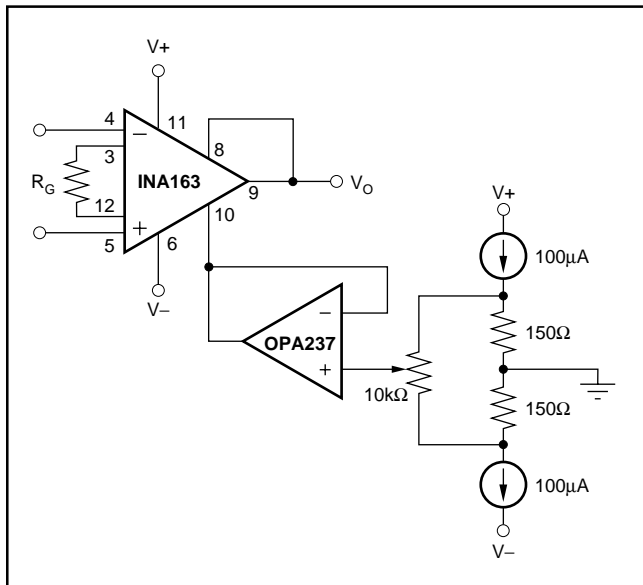 V+
4
11
−
3
8
INA163
R_G
9
V_O
12
10
+
5
6
V−
V+
100µA
−
OPA237
+
10kΩ
150Ω
150Ω
100µA
V−